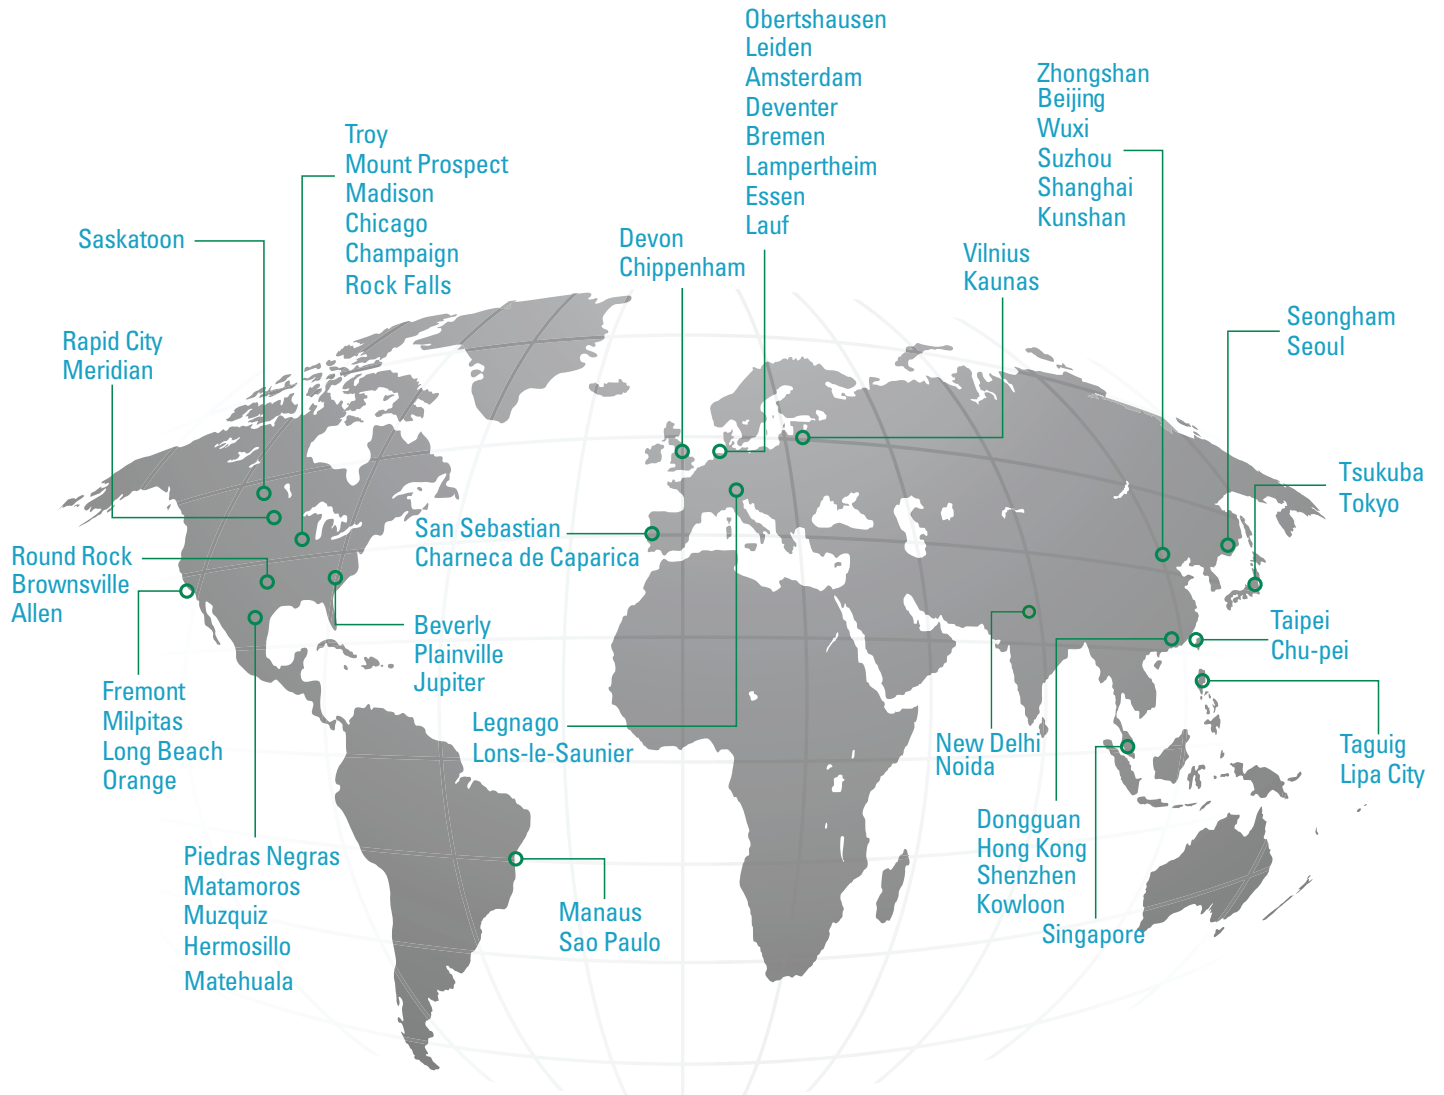 Obertshausen
Leiden
Amsterdam
Deventer
Bremen
Lampertheim
Essen
Lauf
Zhongshan
Beijing
Wuxi
Suzhou
Shanghai
Kunshan
Troy
Mount Prospect
Madison
Chicago
Champaign
Rock Falls
Saskatoon
Devon
Chippenham
Vilnius
Kaunas
Seongham
Seoul
Rapid City
Meridian
Tsukuba
Tokyo
San Sebastian
Charneca de Caparica
Round Rock
Brownsville
Allen
Beverly
Plainville
Jupiter
Taipei
Chu-pei
Fremont
Milpitas
Long Beach
Orange
Legnago
Lons-le-Saunier
New Delhi
Noida
Taguig
Lipa City
Dongguan
Hong Kong
Shenzhen
Kowloon
Singapore
Piedras Negras
Matamoros
Muzquiz
Hermosillo
Matehuala
Manaus
Sao Paulo